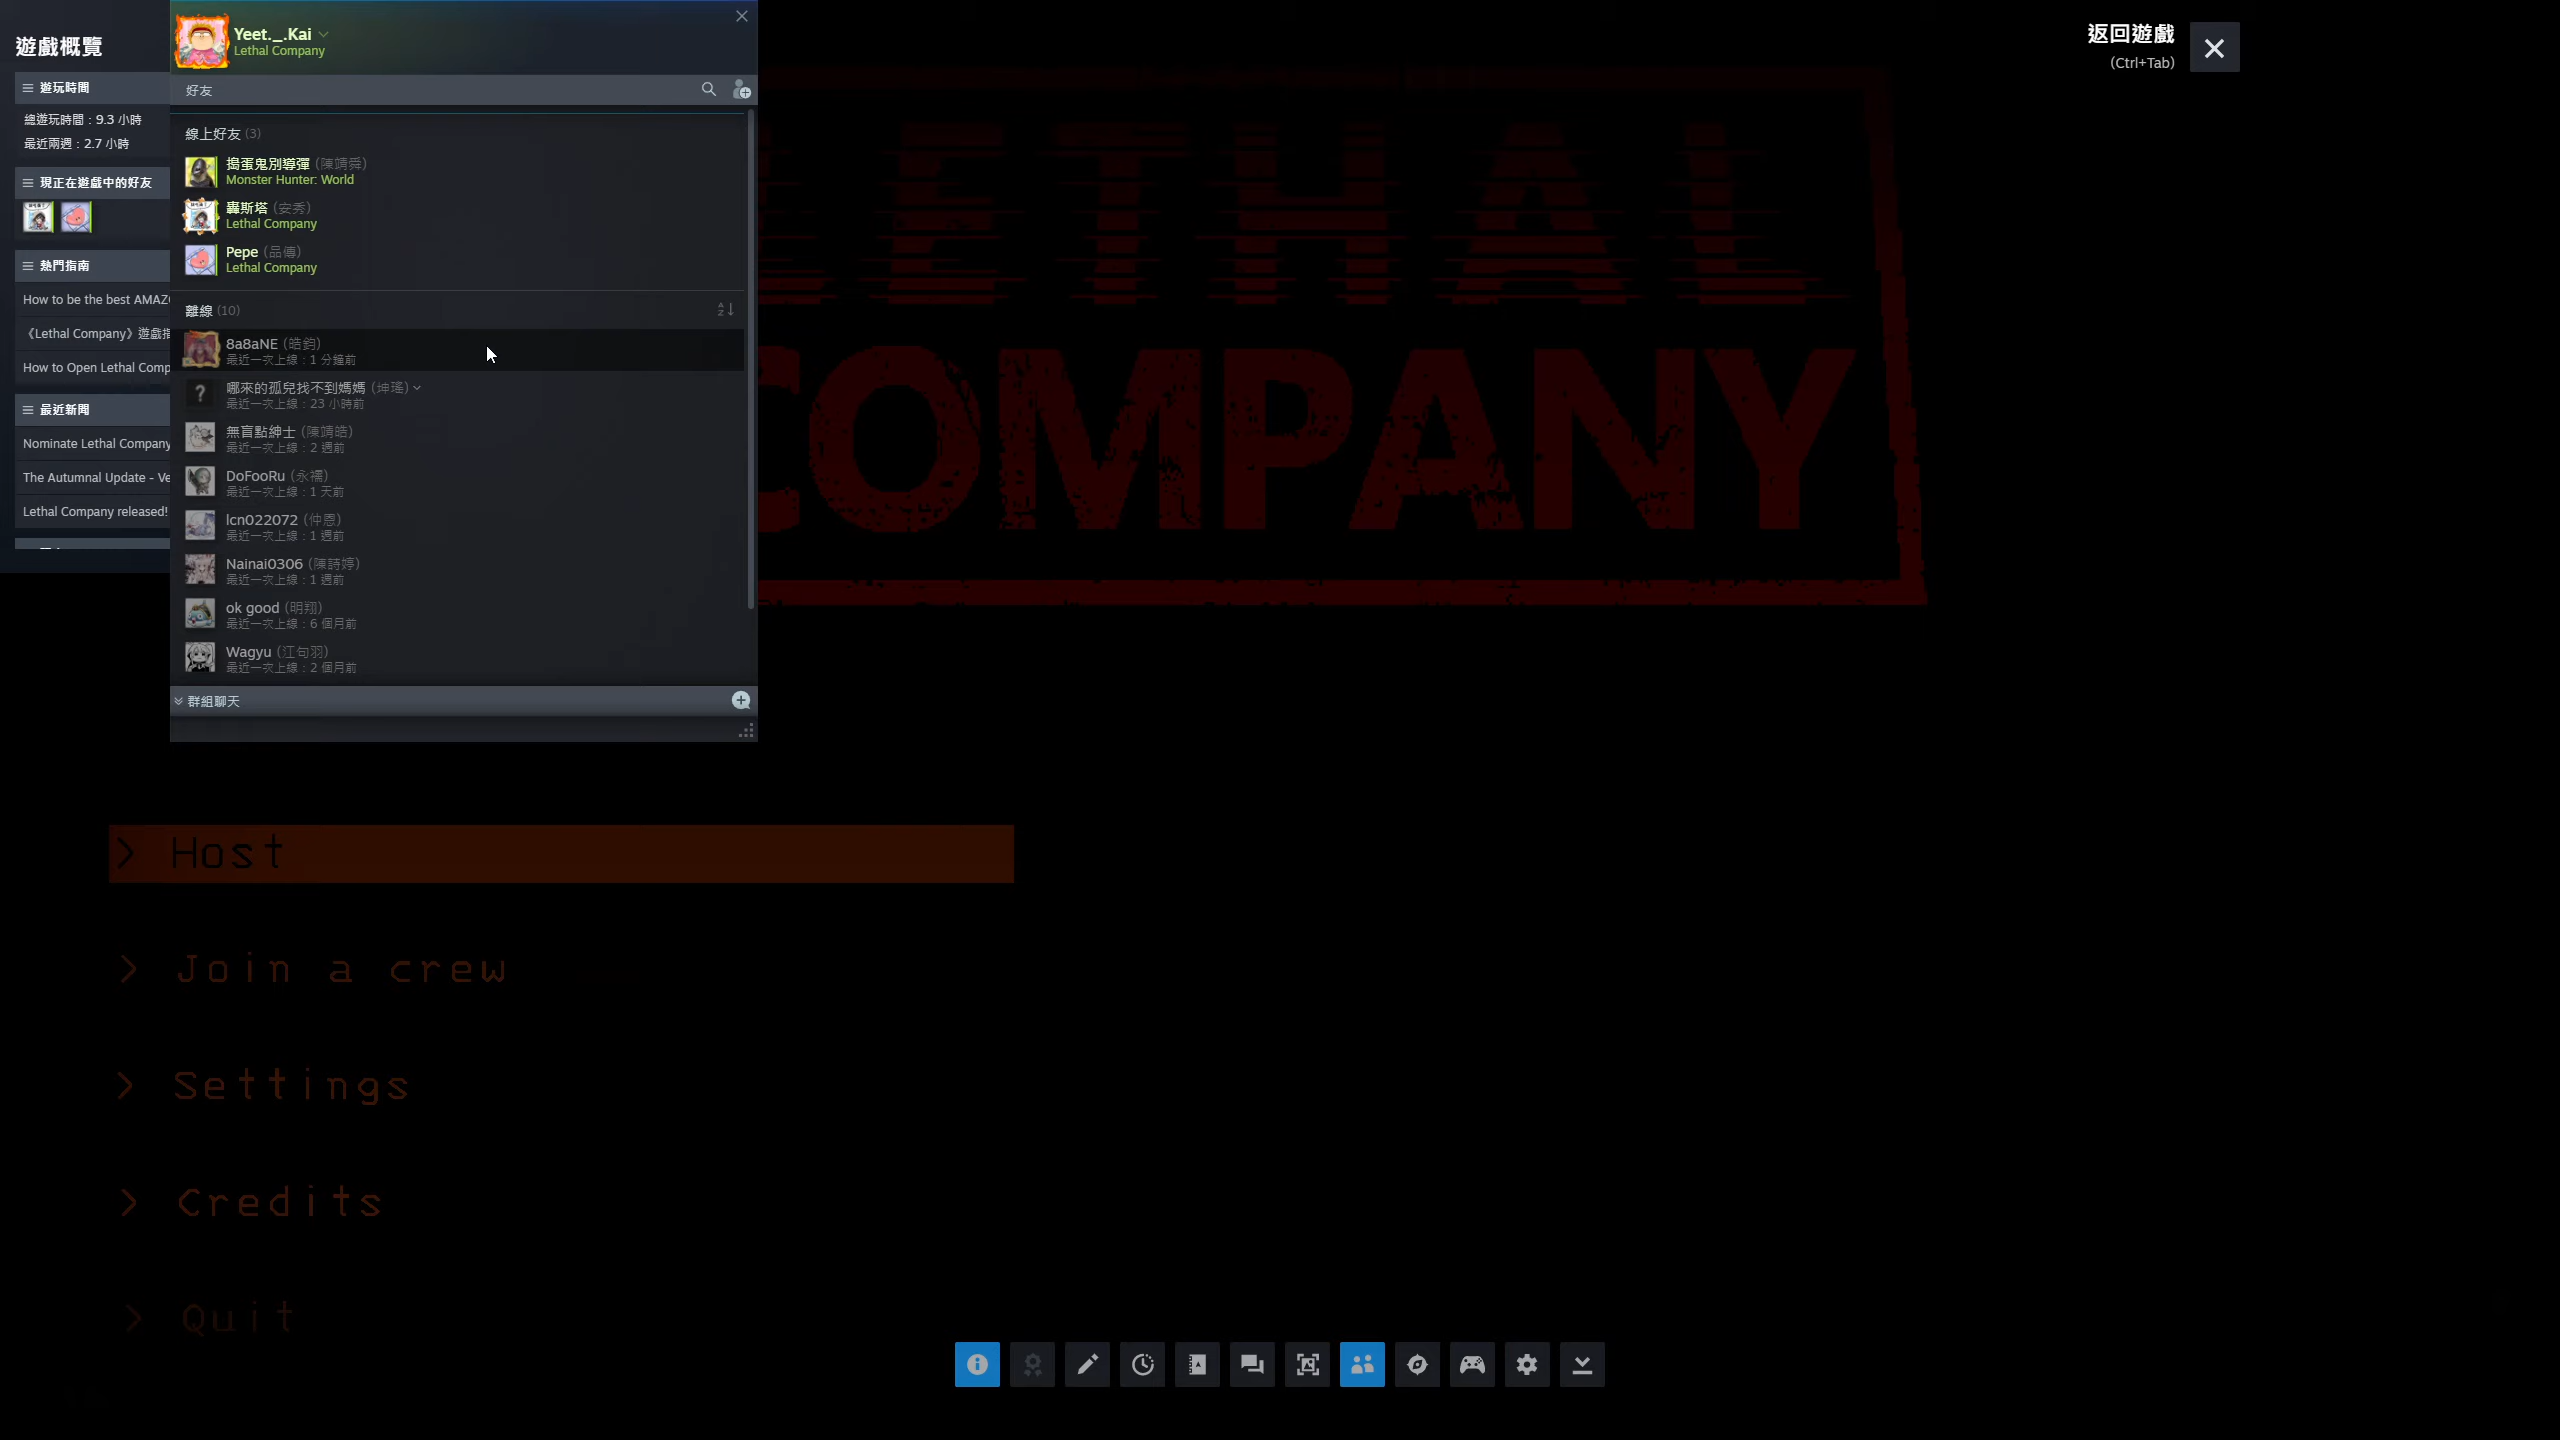 遊戲概覽
遊玩時間
總遊玩時間：9.3 小時
最近兩週：2.7 小時
現正在遊戲中的好友
熱門指南
How to be the best AMAZ
《Lethal Company》遊戲指
How to Open Lethal Comp
最近新聞
Nominate Lethal Company
The Autumnal Update - Ve
Lethal Company released!
Yeet._.Kai
Lethal Company
好友
線上好友 (3)
搗蛋鬼別導彈 (陳靖舜)
Monster Hunter: World
轟斯塔 (安秀)
Lethal Company
Pepe (品傳)
Lethal Company
離線 (10)
8a8aNE (皓鈞)
最近一次上線：1 分鐘前
哪來的孤兒找不到媽媽 (坤瑤)
最近一次上線：23 小時前
無盲點紳士 (陳靖皓)
最近一次上線：2 週前
DoFooRu (永襦)
最近一次上線：1 天前
lcn022072 (仲恩)
最近一次上線：1 週前
Nainai0306 (陳詩婷)
最近一次上線：1 週前
ok good (明翔)
最近一次上線：6 個月前
Wagyu (江句羽)
最近一次上線：2 個月前
群組聊天
返回遊戲
(Ctrl+Tab)
LETHAL
COMPANY
> Host
> Join a crew
> Settings
> Credits
> Quit